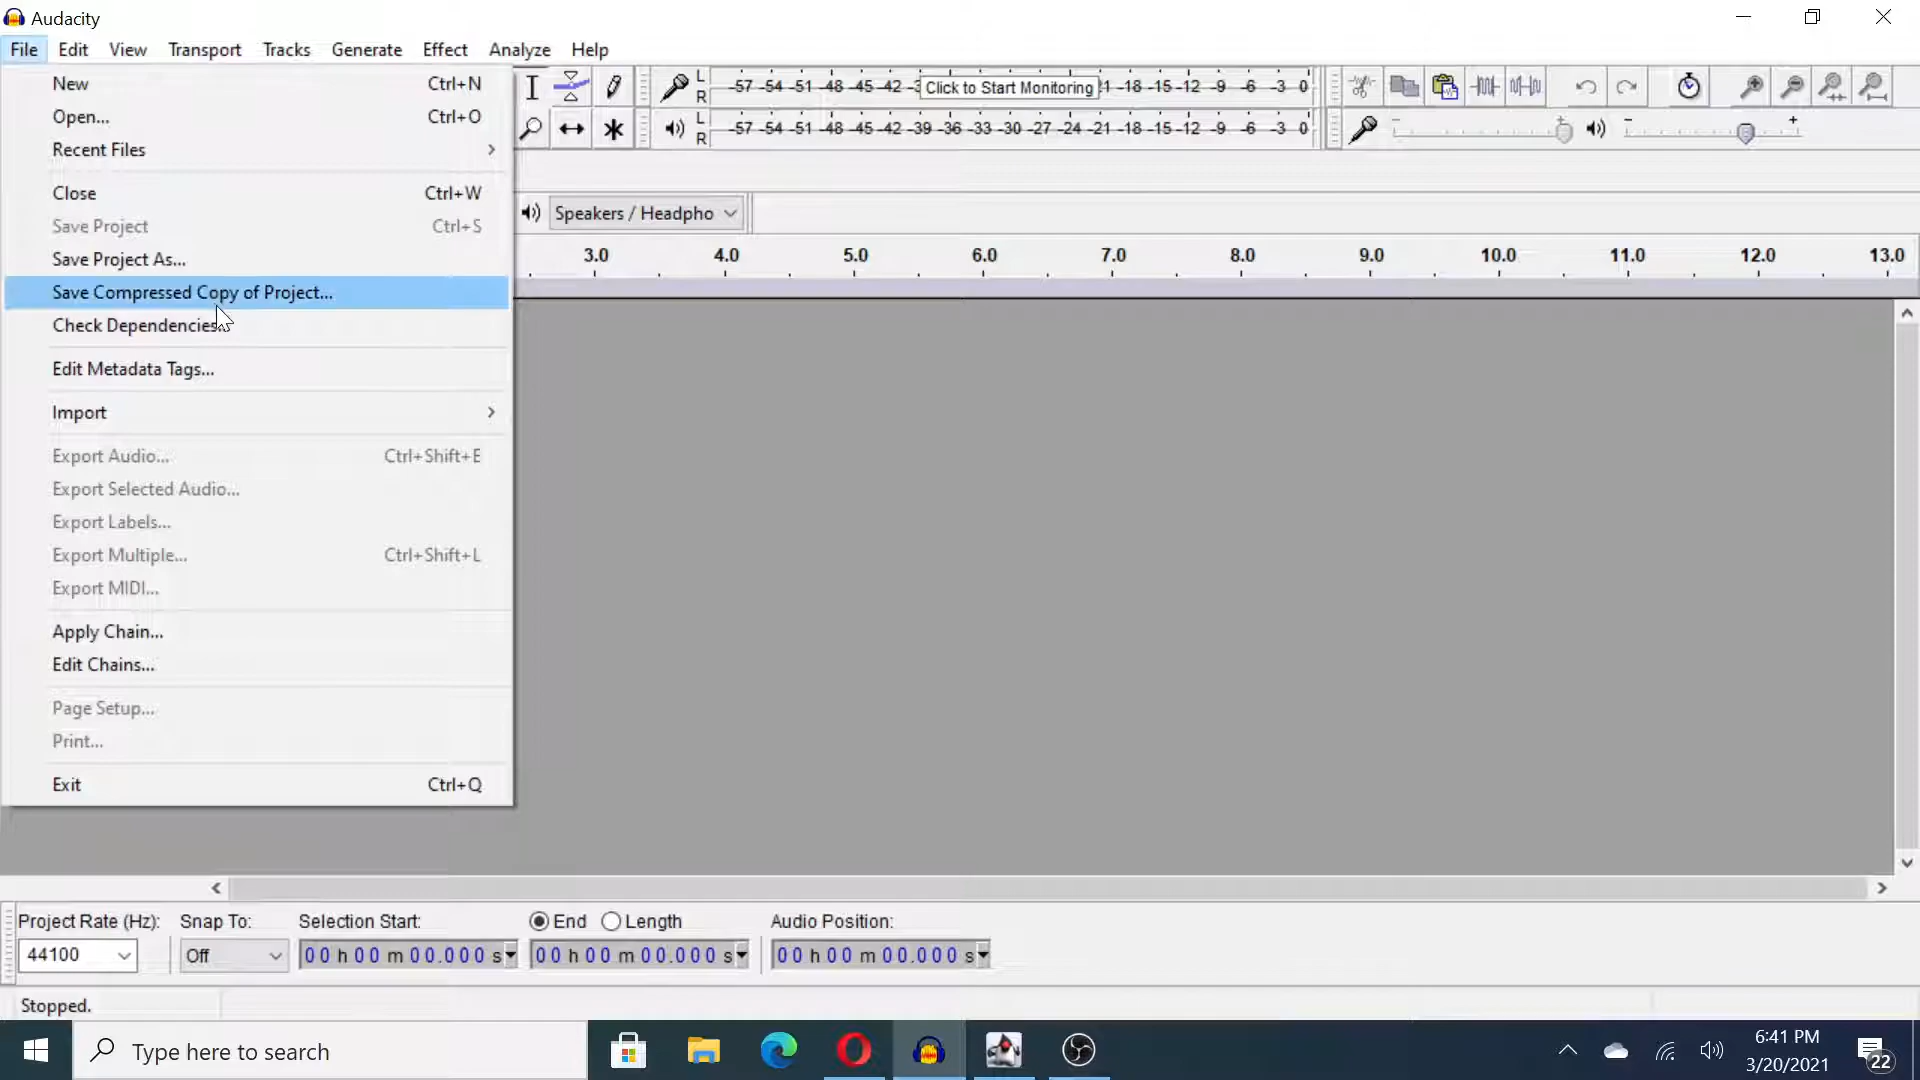 Audacity
File Edit View Transport Tracks Generate Effect Analyze Help
New Ctrl+N
Open... Ctrl+O
Recent Files
Close Ctrl+W
Save Project Ctrl+S
Save Project As...
Save Compressed Copy of Project...
Check Dependencies...
Edit Metadata Tags...
Import
Export Audio... Ctrl+Shift+E
Export Selected Audio...
Export Labels...
Export Multiple... Ctrl+Shift+L
Export MIDI...
Apply Chain...
Edit Chains...
Page Setup...
Print...
Exit Ctrl+Q
L
R
-57 -54 -51 -48 -45 -42 Click to Start Monitoring -18 -15 -12 -9 -6 -3 0
L
R
-57 -54 -51 -48 -45 -42 -39 -36 -33 -30 -27 -24 -21 -18 -15 -12 -9 -6 -3 0
Speakers / Headpho
3.0 4.0 5.0 6.0 7.0 8.0 9.0 10.0 11.0 12.0 13.0
Project Rate (Hz): Snap To: Selection Start: End Length Audio Position:
44100 Off 00 h 00 m 00.000 s 00 h 00 m 00.000 s 00 h 00 m 00.000 s
Stopped.
Type here to search
6:41 PM
3/20/2021
22